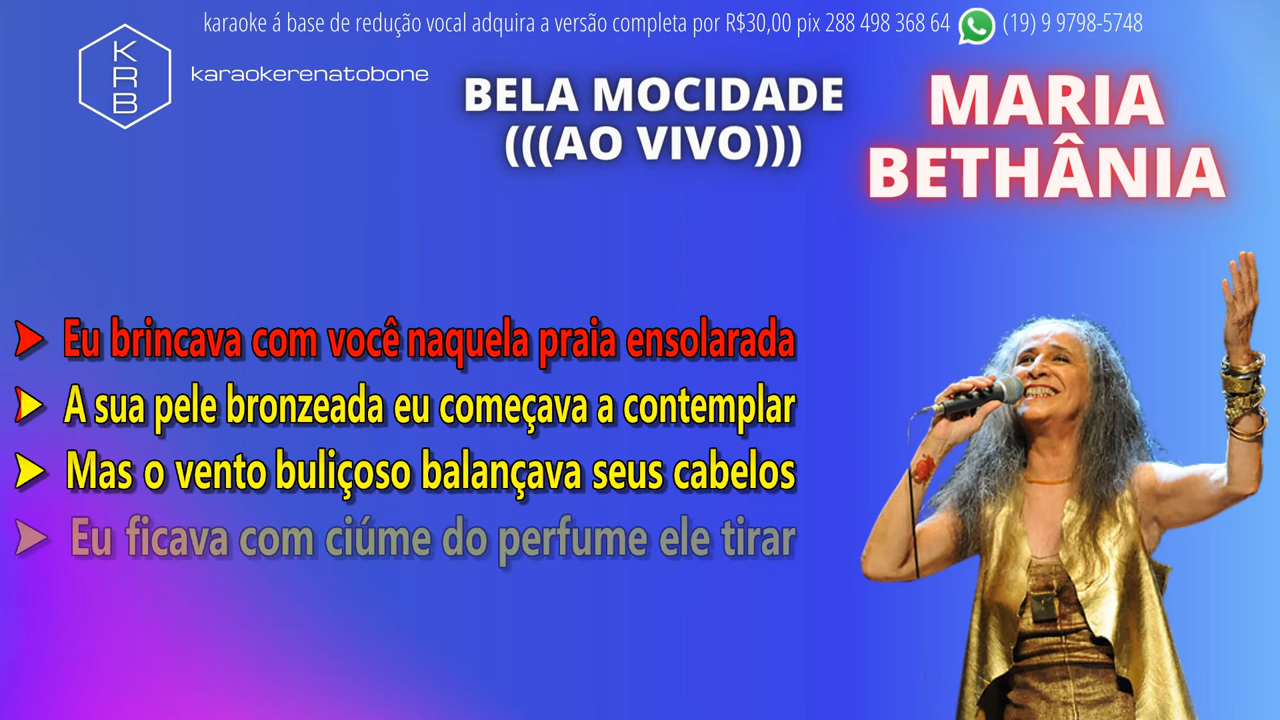 karaoke á base de redução vocal adquira a versão completa por R$30,00 pix 288 498 368 64 (19) 9 9798-5748
KRB
karaokerenatobone
BELA MOCIDADE
(((AO VIVO)))
MARIA
BETHÂNIA
Eu brincava com você naquela praia ensolarada
A sua pele bronzeada eu começava a contemplar
Mas o vento buliçoso balançava seus cabelos
Eu ficava com ciúme do perfume ele tirar